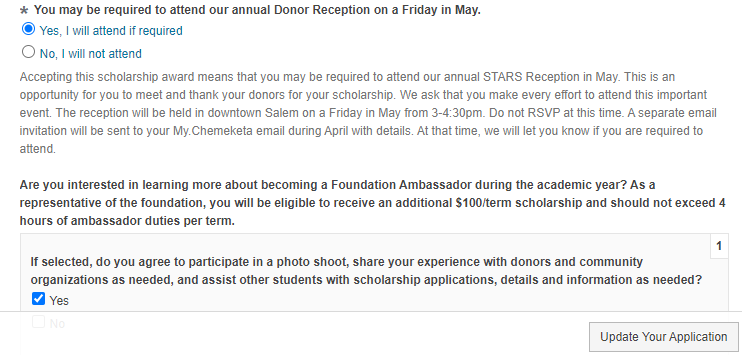 * You may be required to attend our annual Donor Reception on a Friday in May.
Yes, I will attend if required
No, I will not attend
Accepting this scholarship award means that you may be required to attend our annual STARS Reception in May. This is an
opportunity for you to meet and thank your donors for your scholarship. We ask that you make every effort to attend this important
event. The reception will be held in downtown Salem on a Friday in May from 3-4:30pm. Do not RSVP at this time. A separate email
invitation will be sent to your My.Chemeketa email during April with details. At that time, we will let you know if you are required to
attend.
Are you interested in learning more about becoming a Foundation Ambassador during the academic year? As a
representative of the foundation, you will be eligible to receive an additional $100/term scholarship and should not exceed 4
hours of ambassador duties per term.
1
If selected, do you agree to participate in a photo shoot, share your experience with donors and community
organizations as needed, and assist other students with scholarship applications, details and information as needed?
Yes
No
Update Your Application